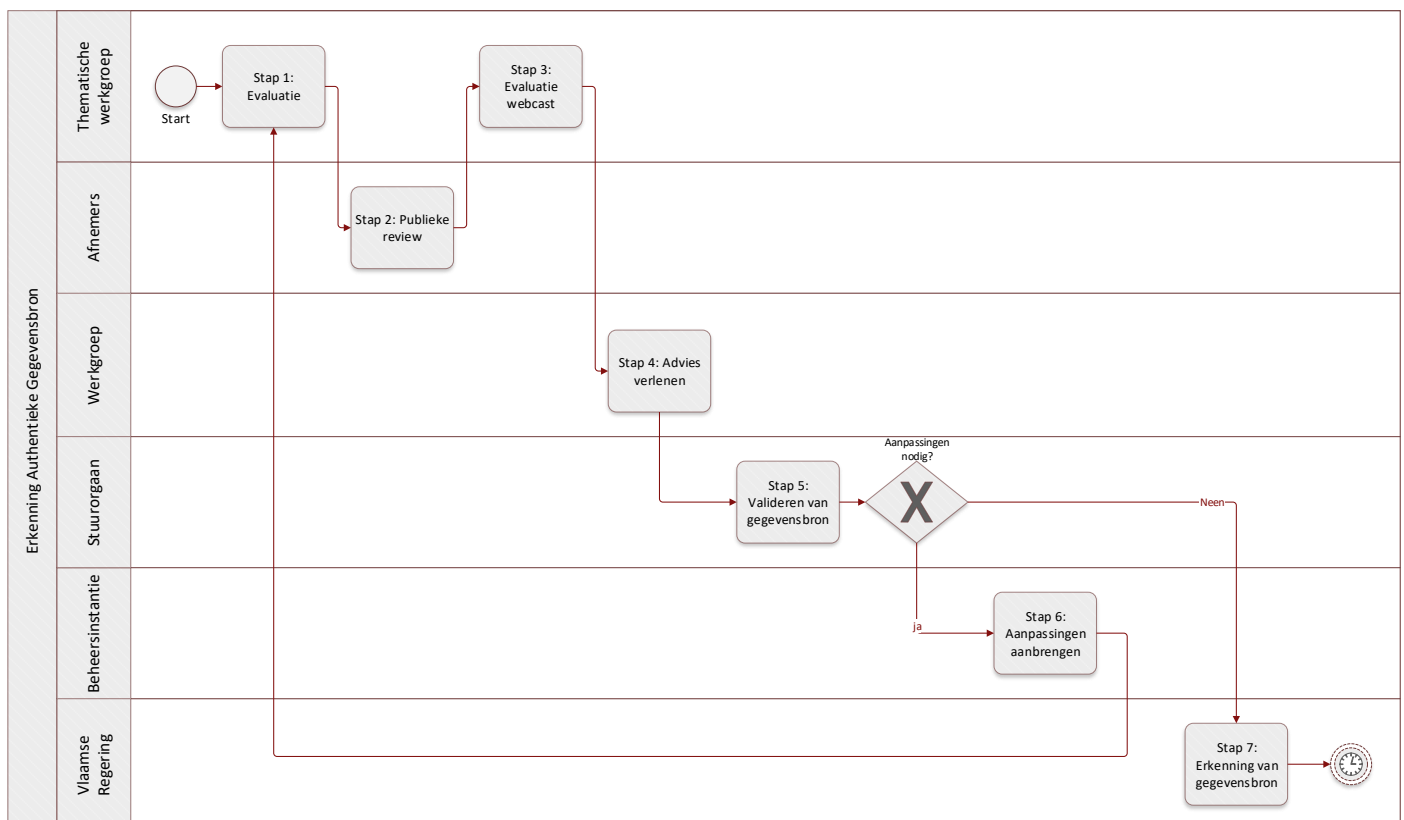 Erkenning Authentieke Gegevensbron
Thematische
werkgroep
Start
Stap 1:
Evaluatie
Stap 3:
Evaluatie
webcast
Afnemers
Stap 2: Publieke
review
Werkgroep
Stap 4: Advies
verlenen
Stuurorgaan
Stap 5:
Valideren van
gegevensbron
Aanpassingen
nodig?
X
Neen
ja
Beheersinstantie
Stap 6:
Aanpassingen
aanbrengen
Vlaamse
Regering
Stap 7:
Erkenning van
gegevensbron